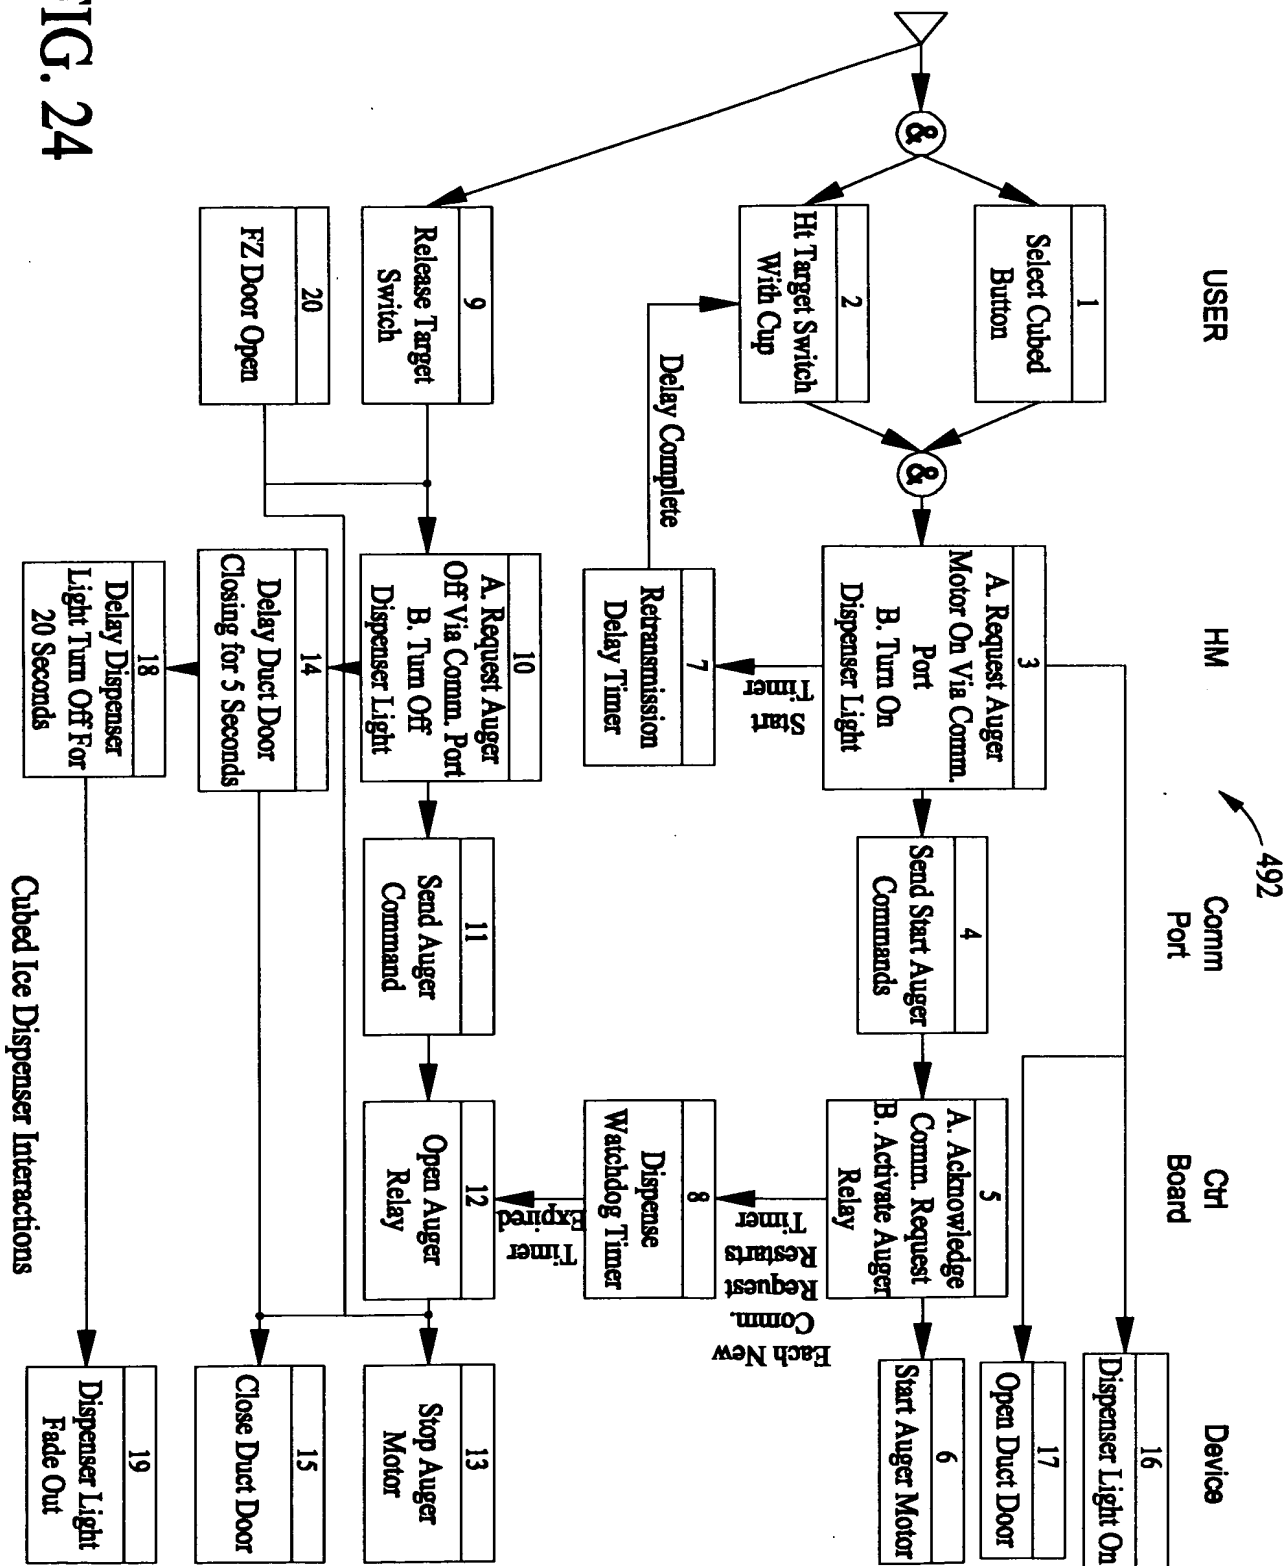 492
USER
HM
Comm
Port
Ctrl
Board
Device
&
1
Select Cubed
Button
2
Ht Target Switch
With Cup
&
3
A. Request Auger
Motor On Via Comm.
Port
B. Turn On
Dispenser Light
4
Send Start Auger
Commands
5
A. Acknowledge
Comm. Request
B. Activate Auger
Relay
16
Dispenser Light On
17
Open Duct Door
6
Start Auger Motor
Start
Timer
7
Retransmission
Delay Timer
Delay Complete
Each New
Comm.
Request
Restarts
Timer
8
Dispense
Watchdog Timer
Timer
Expired
9
Release Target
Switch
10
A. Request Auger
Off Via Comm. Port
B. Turn Off
Dispenser Light
11
Send Auger
Command
12
Open Auger
Relay
13
Stop Auger
Motor
20
FZ Door Open
14
Delay Duct Door
Closing for 5 Seconds
15
Close Duct Door
18
Delay Dispenser
Light Turn Off For
20 Seconds
19
Dispenser Light
Fade Out
Cubed Ice Dispenser Interactions
FIG. 24